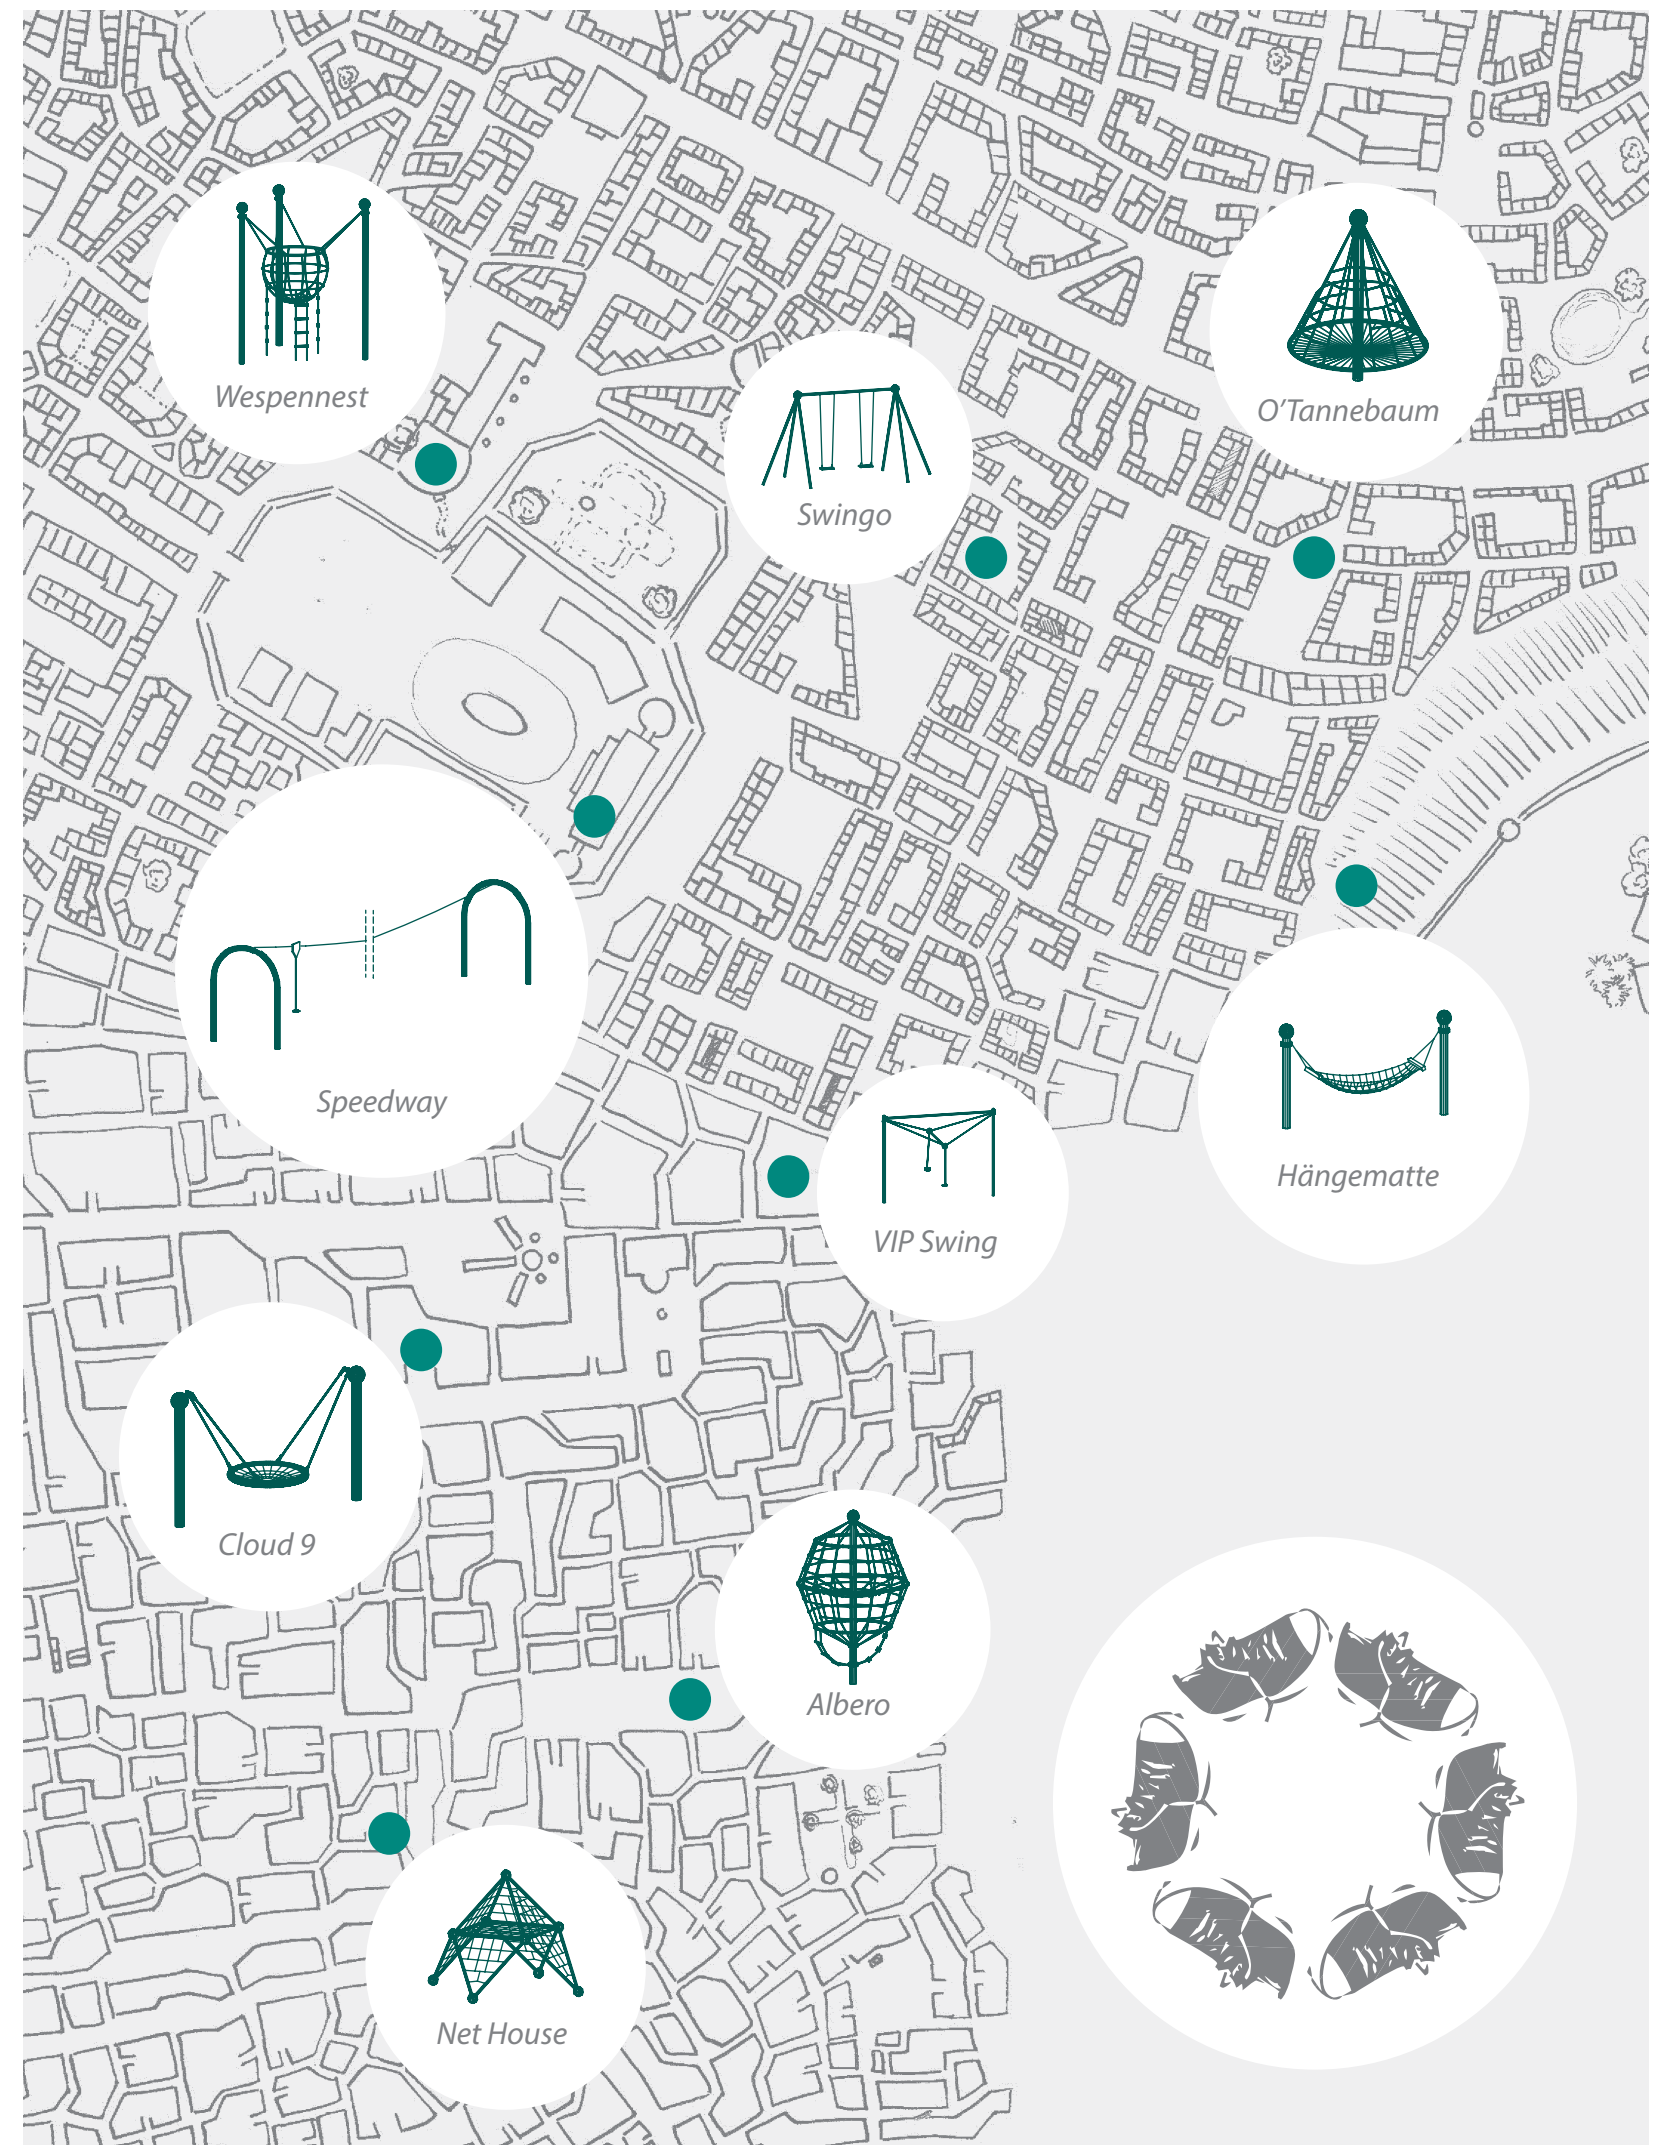 Wespennest
O'Tannebaum
Swingo
Speedway
Hängematte
VIP Swing
Cloud 9
Albero
Net House